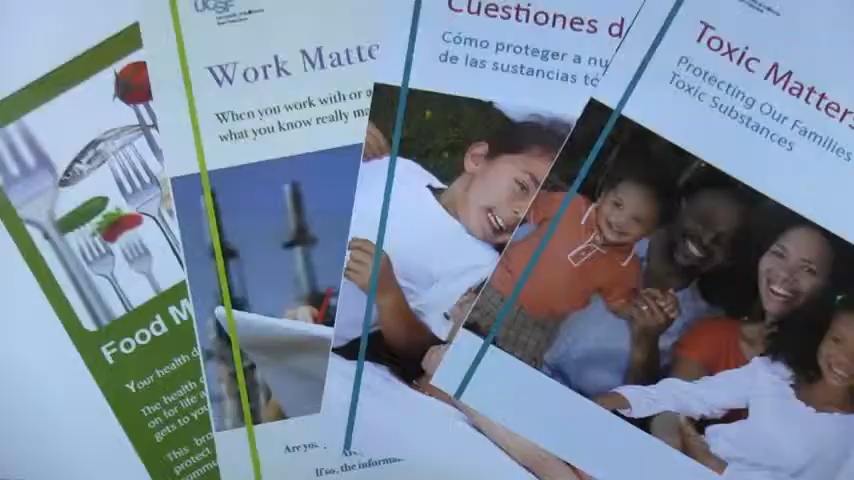 Food M
Your health d
The health
on for life a
gets to you
This bro
protect
commu
UCSF
Work Matte
When you work with or a
what you know really ma
Are you
If so, the informa
Cuestiones d
Cómo proteger a nu
de las sustancias tó
Toxic Matters
Protecting Our Families
Toxic Substances